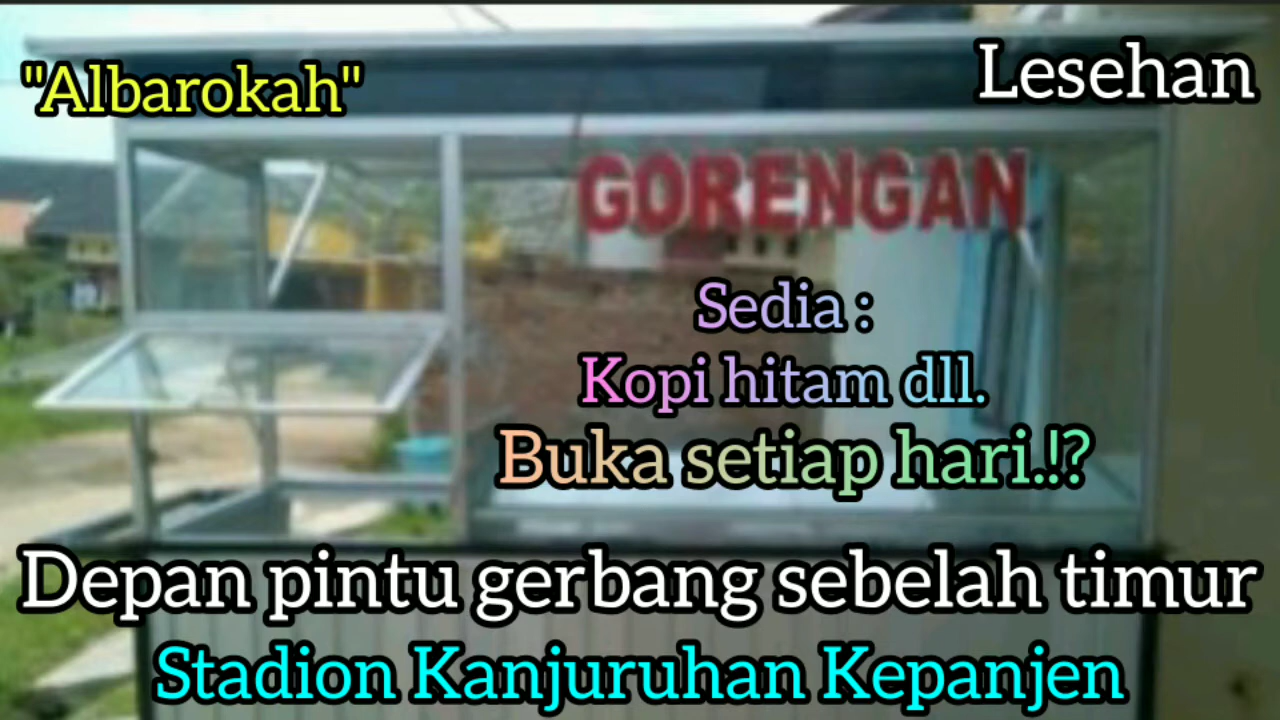 "Albarokah"
Lesehan
GORENGAN
Sedia :
Kopi hitam dll.
Buka setiap hari.!?
Depan pintu gerbang sebelah timur
Stadion Kanjuruhan Kepanjen